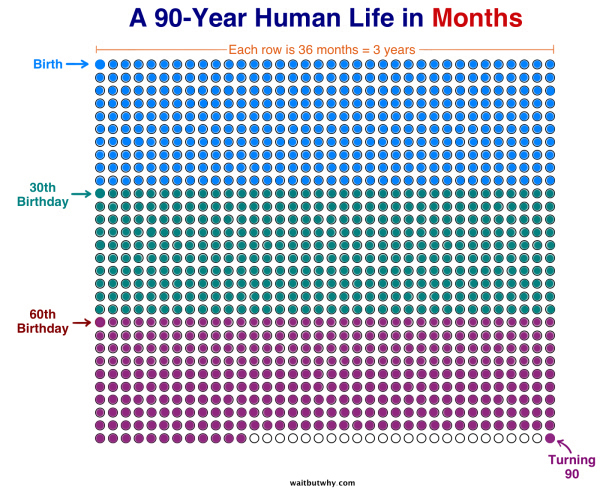 A 90-Year Human Life in Months
Each row is 36 months = 3 years
Birth
30th
Birthday
60th
Birthday
Turning
90
waitbutwhy.com